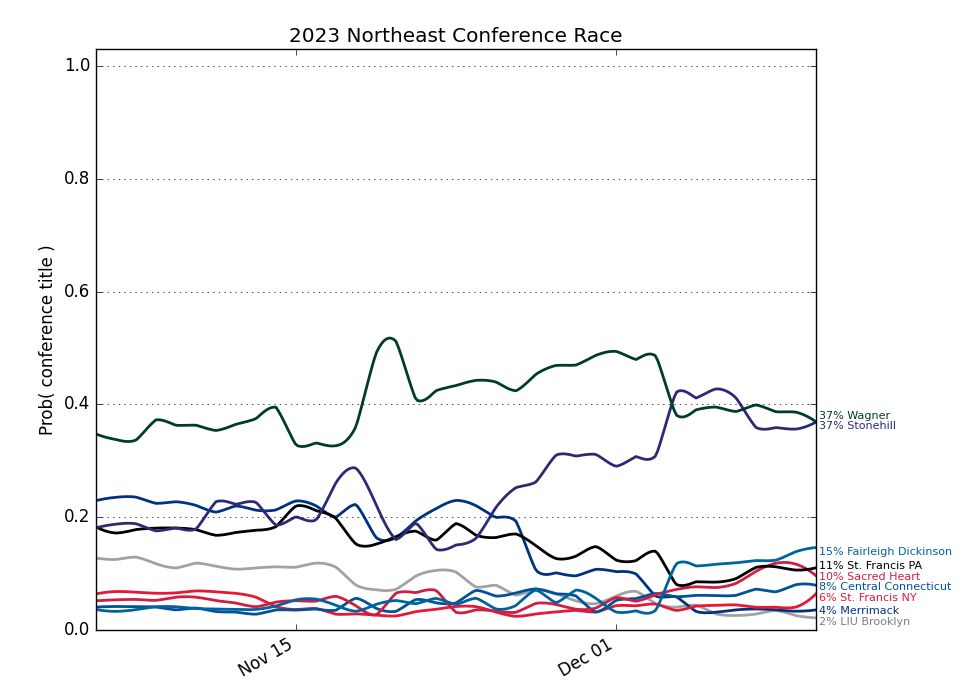 2023 Northeast Conference Race
Prob( conference title )
1.0
0.8
0.6
0.4
0.2
0.0
Nov 15
Dec 01
37% Wagner
37% Stonehill
15% Fairleigh Dickinson
11% St. Francis PA
10% Sacred Heart
8% Central Connecticut
6% St. Francis NY
4% Merrimack
2% LIU Brooklyn